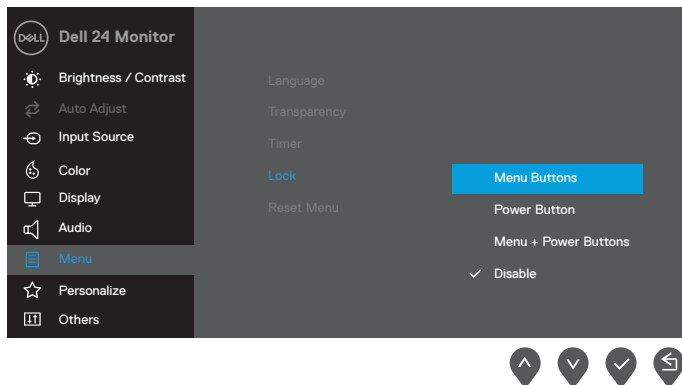 DELL Dell 24 Monitor
Brightness / Contrast
Auto Adjust
Input Source
Color
Display
Audio
Menu
Personalize
Others
Language
Transparency
Timer
Lock
Reset Menu
Menu Buttons
Power Button
Menu + Power Buttons
Disable